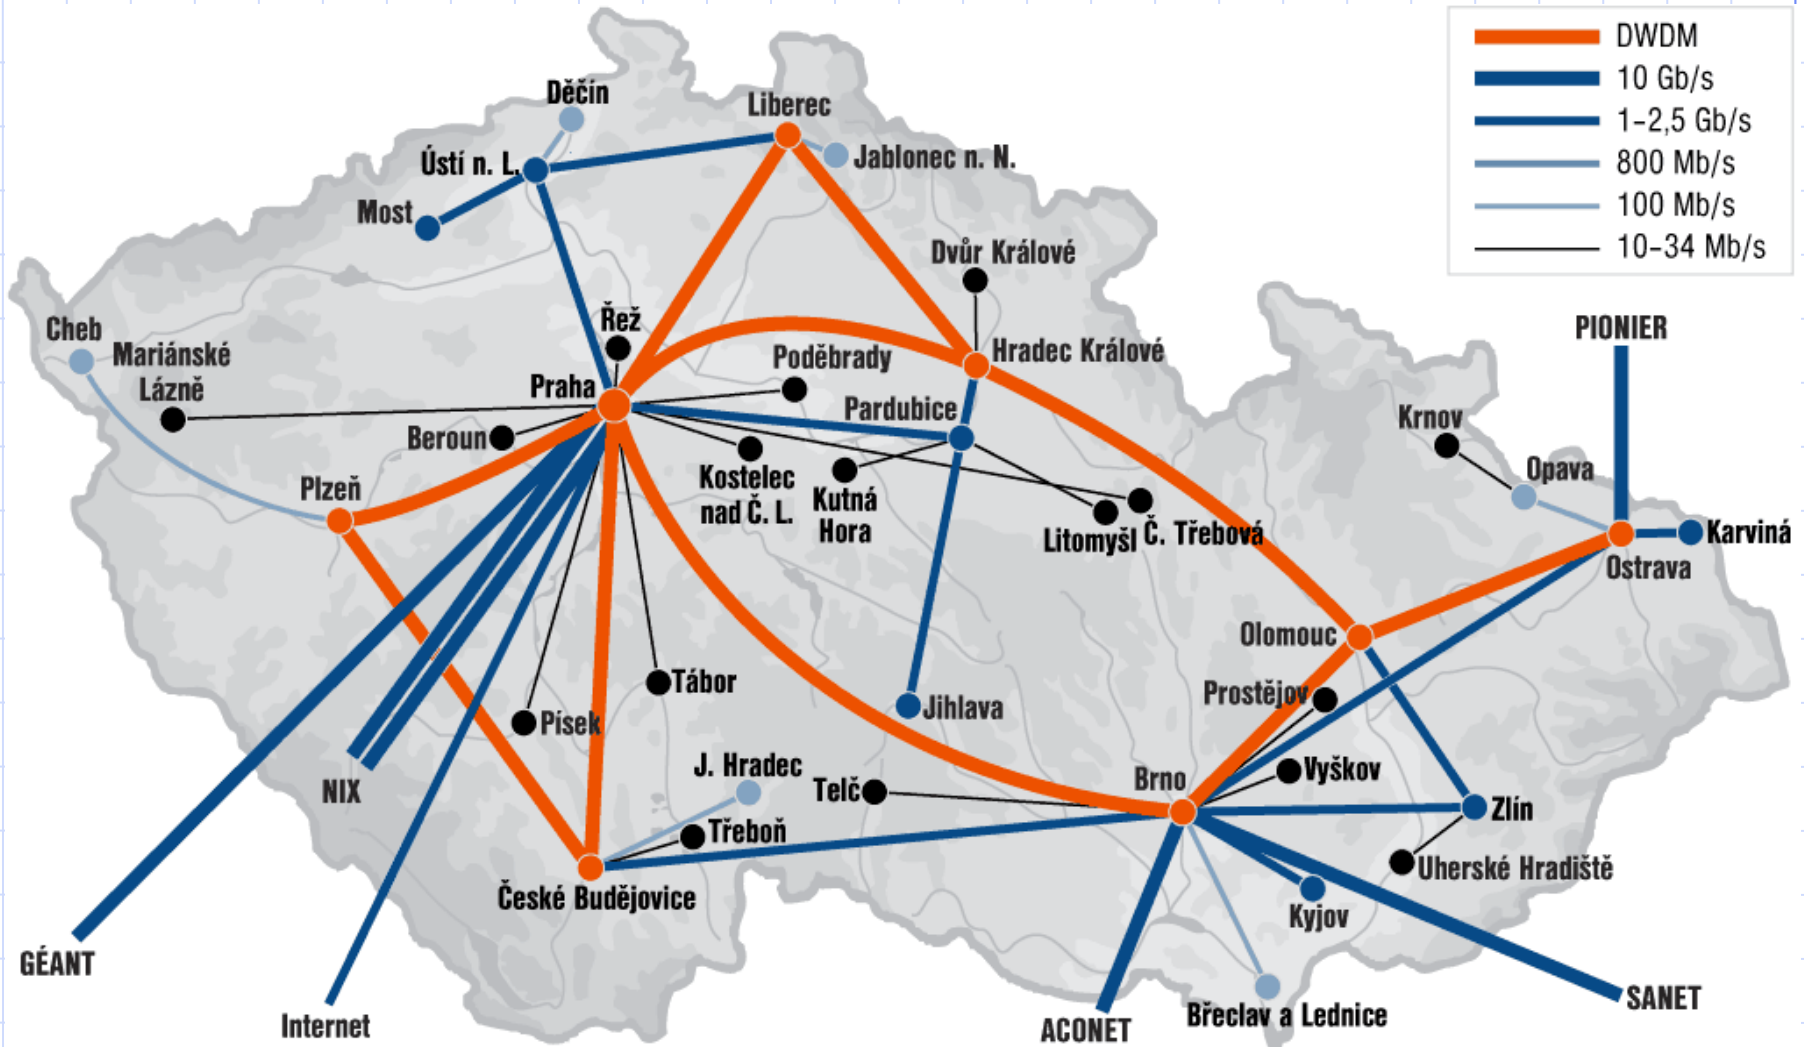 DWDM
10 Gb/s
1–2,5 Gb/s
800 Mb/s
100 Mb/s
10–34 Mb/s
Děčín
Liberec
Ústí n. L.
Jablonec n. N.
Most
Dvůr Králové
Cheb
Mariánské
Lázně
Řež
PIONIER
Praha
Poděbrady
Hradec Králové
Beroun
Pardubice
Krnov
Plzeň
Kostelec
nad Č. L.
Kutná
Hora
Litomyšl
Č. Třebová
Opava
Karviná
Ostrava
Olomouc
Tábor
Písek
Jihlava
Prostějov
NIX
J. Hradec
Telč
Brno
Vyškov
Třeboň
Zlín
České Budějovice
Uherské Hradiště
Kyjov
GÉANT
Internet
ACONET
Břeclav a Lednice
SANET